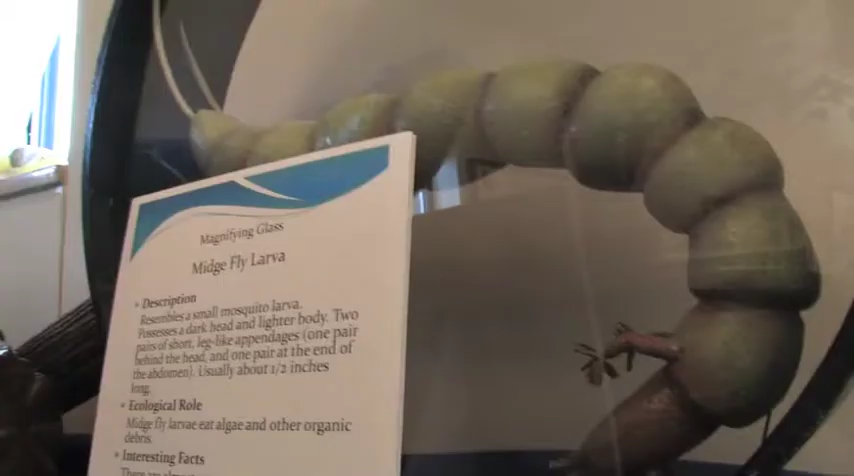 Magnifying Glass
Midge Fly Larva
• Description
Resembles a small mosquito larva.
Possesses a dark head and lighter body. Two
pairs of short, leg-like appendages (one pair
behind the head, and one pair at the end of
the abdomen). Usually about 1/2 inches
long.
• Ecological Role
Midge fly larvae eat algae and other organic
debris.
• Interesting Facts
There are